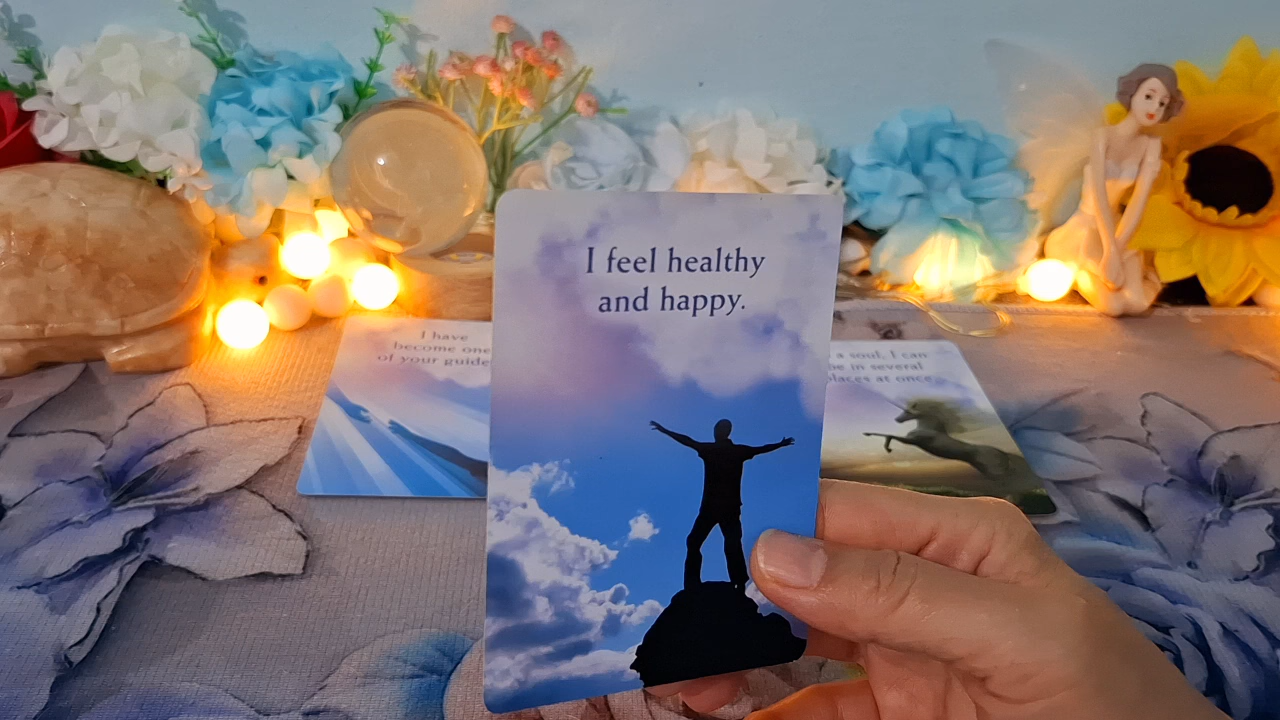 I feel healthy
and happy.
I have
become one
of your guide
a soul, I can
be in several
places at once